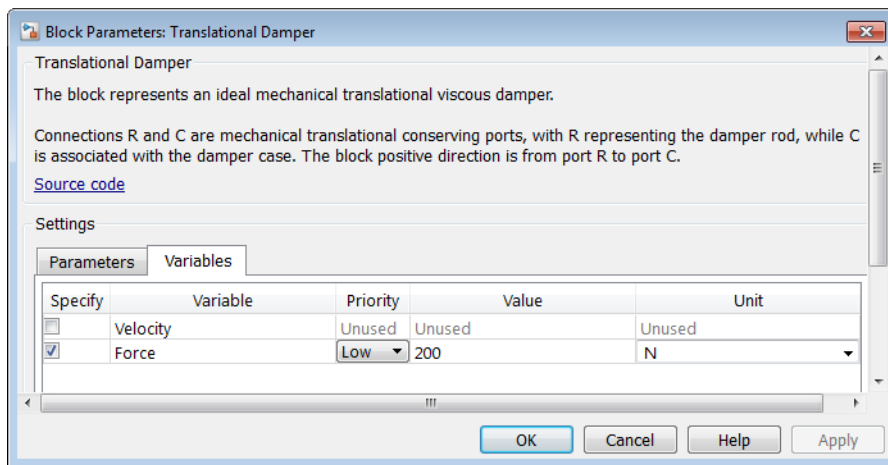 Block Parameters: Translational Damper
Translational Damper
The block represents an ideal mechanical translational viscous damper.
Connections R and C are mechanical translational conserving ports, with R representing the damper rod, while C
is associated with the damper case. The block positive direction is from port R to port C.
Source code
Settings
Parameters Variables
Specify Variable Priority Value Unit
Velocity Unused Unused Unused
Force Low 200 N
OK Cancel Help Apply